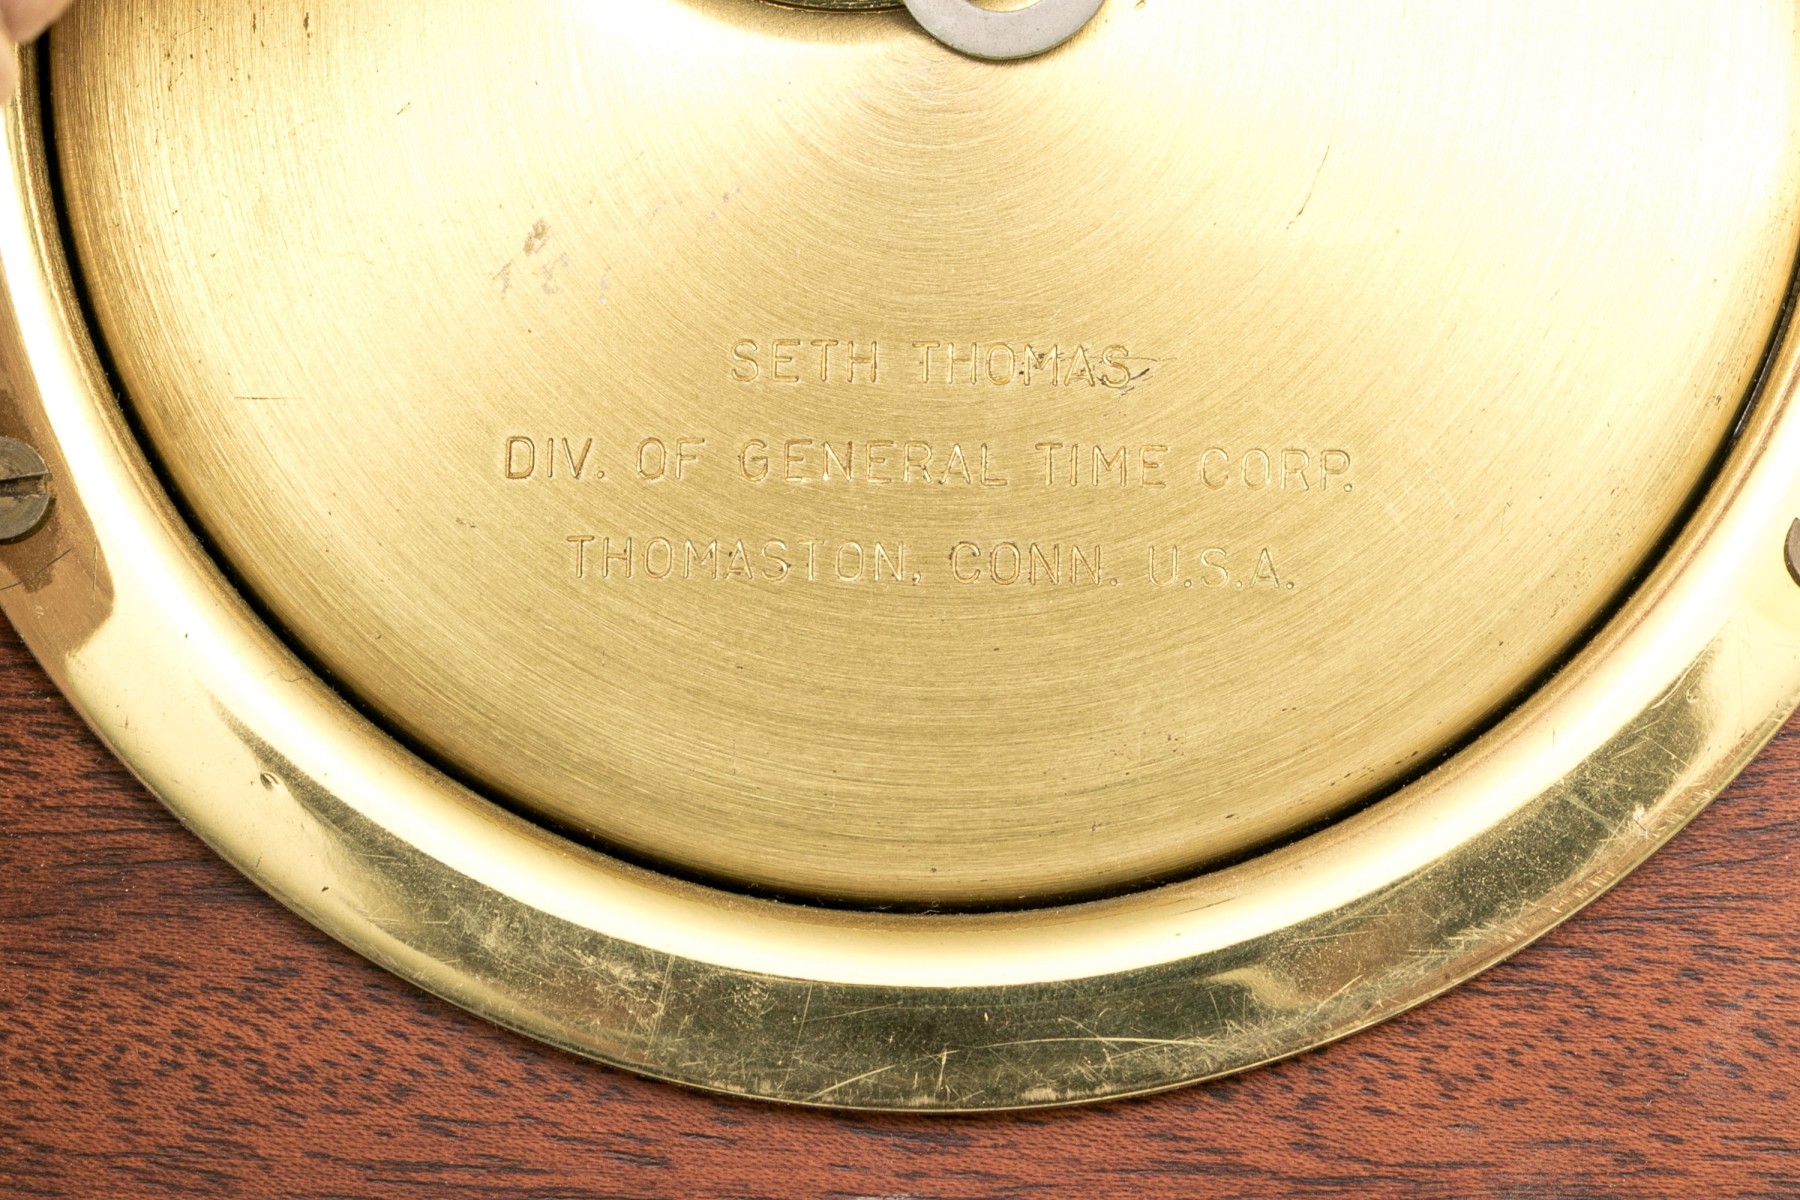 SETH THOMAS
DIV. OF GENERAL TIME CORP.
THOMASTON, CONN. U.S.A.